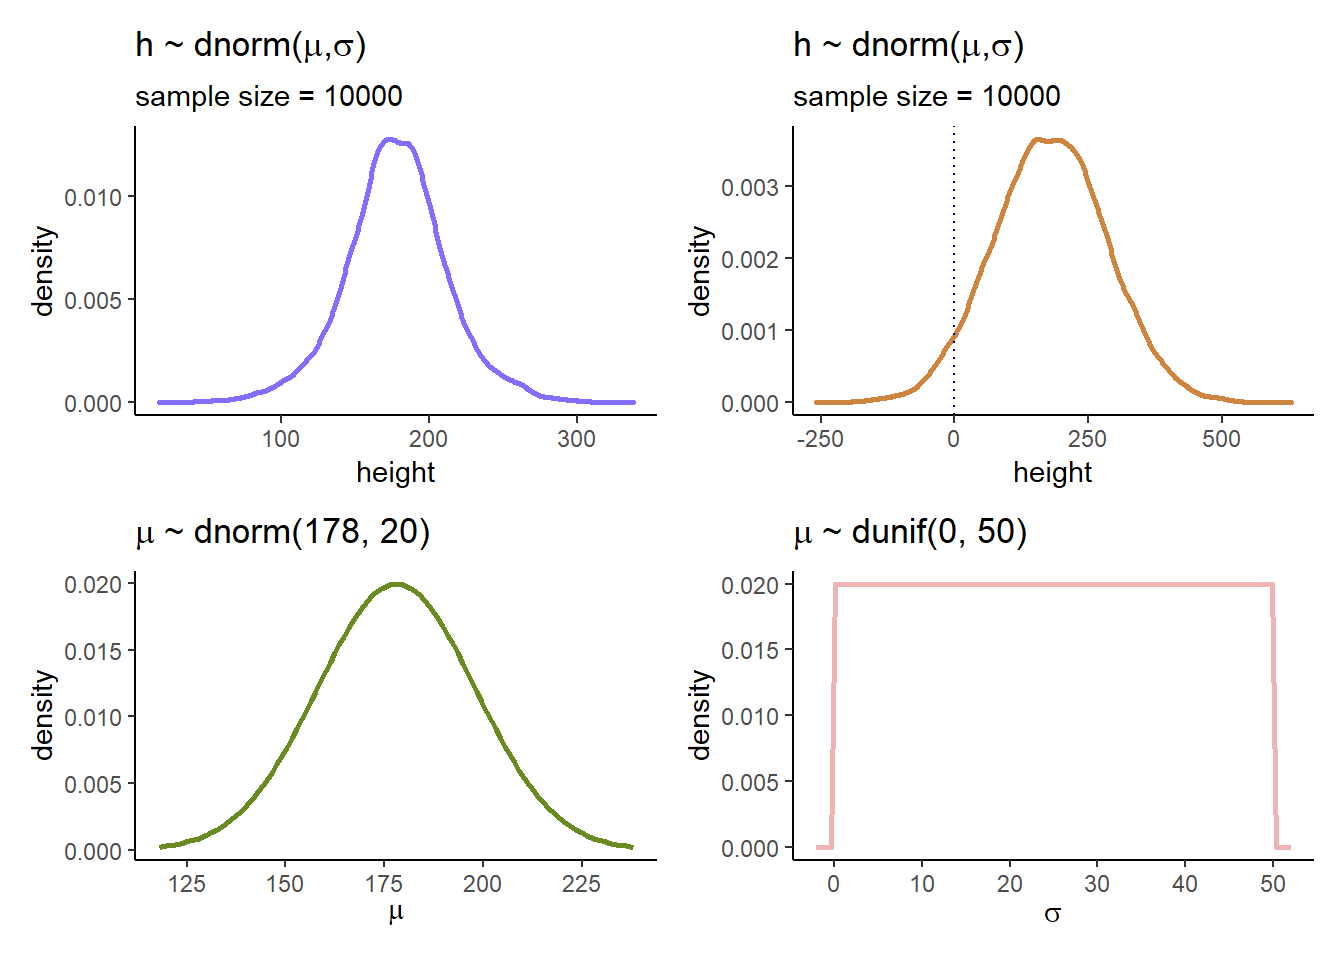 h ~ dnorm(μ,σ)
sample size = 10000
density
0.010
0.005
0.000
100 200 300
height
h ~ dnorm(μ,σ)
sample size = 10000
density
0.003
0.002
0.001
0.000
-250 0 250 500
height
μ ~ dnorm(178, 20)
density
0.020
0.015
0.010
0.005
0.000
125 150 175 200 225
μ
μ ~ dunif(0, 50)
density
0.020
0.015
0.010
0.005
0.000
0 10 20 30 40 50
σ